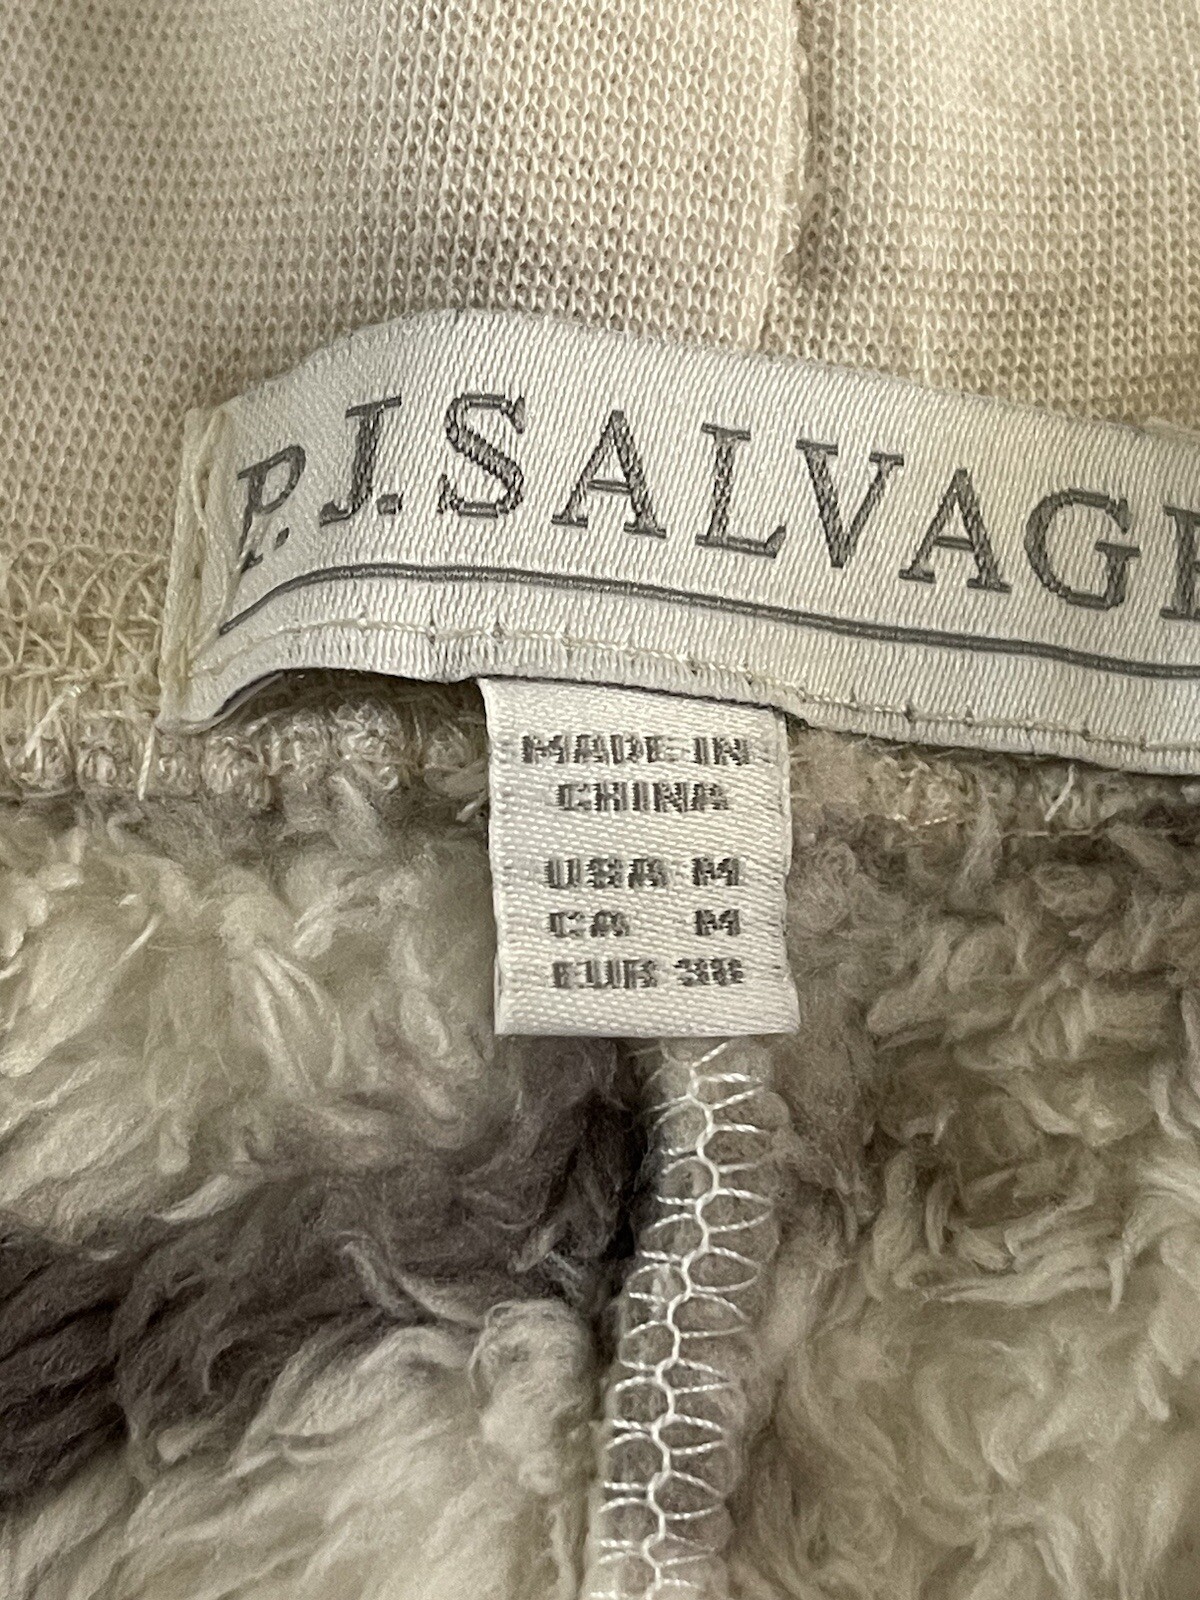 P.J. SALVAGE
MADE IN
CHINA
USA M
CA M
EUR 38